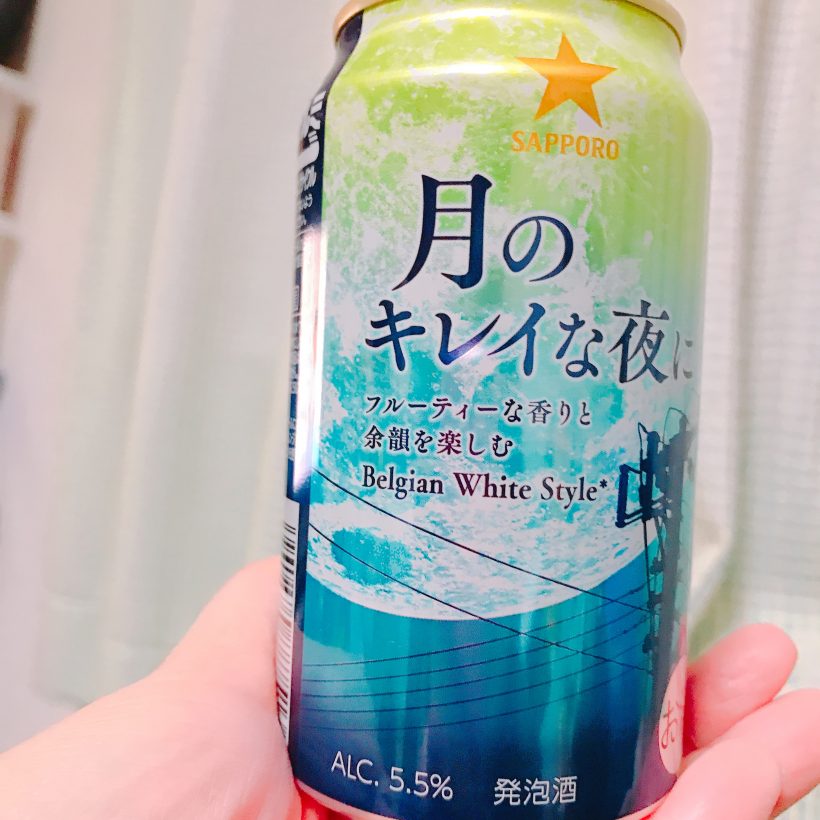 SAPPORO
月の
キレイな夜に
フルーティーな香りと
余韻を楽しむ
Belgian White Style*
ALC. 5.5%
発泡酒
お